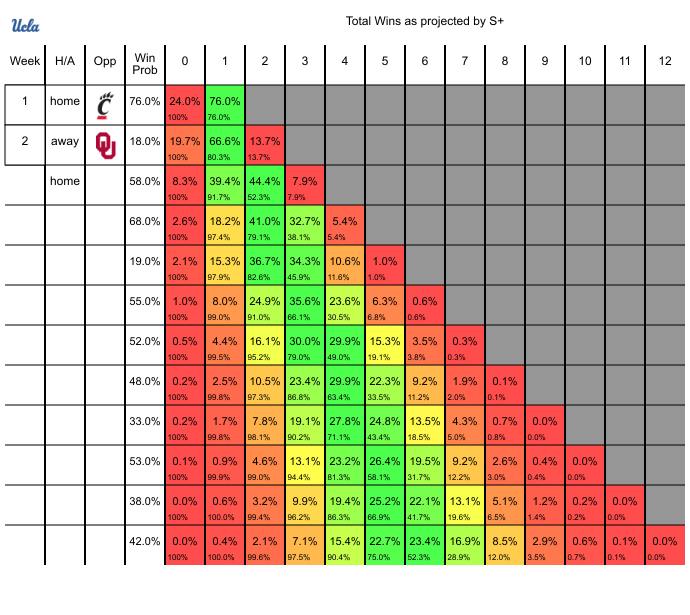 Ucla
Total Wins as projected by S+
Week H/A Opp Win Prob 0 1 2 3 4 5 6 7 8 9 10 11 12
1 home C 76.0% 24.0% 76.0%
100% 76.0%
2 away OU 18.0% 19.7% 66.6% 13.7%
100% 80.3% 13.7%
home 58.0% 8.3% 39.4% 44.4% 7.9%
100% 91.7% 52.3% 7.9%
68.0% 2.6% 18.2% 41.0% 32.7% 5.4%
100% 97.4% 79.1% 38.1% 5.4%
19.0% 2.1% 15.3% 36.7% 34.3% 10.6% 1.0%
100% 97.9% 82.6% 45.9% 11.6% 1.0%
55.0% 1.0% 8.0% 24.9% 35.6% 23.6% 6.3% 0.6%
100% 99.0% 91.0% 66.1% 30.5% 6.8% 0.6%
52.0% 0.5% 4.4% 16.1% 30.0% 29.9% 15.3% 3.5% 0.3%
100% 99.5% 95.2% 79.0% 49.0% 19.1% 3.8% 0.3%
48.0% 0.2% 2.5% 10.5% 23.4% 29.9% 22.3% 9.2% 1.9% 0.1%
100% 99.8% 97.3% 86.8% 63.4% 33.5% 11.2% 2.0% 0.1%
33.0% 0.2% 1.7% 7.8% 19.1% 27.8% 24.8% 13.5% 4.3% 0.7% 0.0%
100% 99.8% 98.1% 90.2% 71.1% 43.4% 18.5% 5.0% 0.8% 0.0%
53.0% 0.1% 0.9% 4.6% 13.1% 23.2% 26.4% 19.5% 9.2% 2.6% 0.4% 0.0%
100% 99.9% 99.0% 94.4% 81.3% 58.1% 31.7% 12.2% 3.0% 0.4% 0.0%
38.0% 0.0% 0.6% 3.2% 9.9% 19.4% 25.2% 22.1% 13.1% 5.1% 1.2% 0.2% 0.0%
100% 100.0% 99.4% 96.2% 86.3% 66.9% 41.7% 19.6% 6.5% 1.4% 0.2% 0.0%
42.0% 0.0% 0.4% 2.1% 7.1% 15.4% 22.7% 23.4% 16.9% 8.5% 2.9% 0.6% 0.1% 0.0%
100% 100.0% 99.6% 97.5% 90.4% 75.0% 52.3% 28.9% 12.0% 3.5% 0.7% 0.1% 0.0%